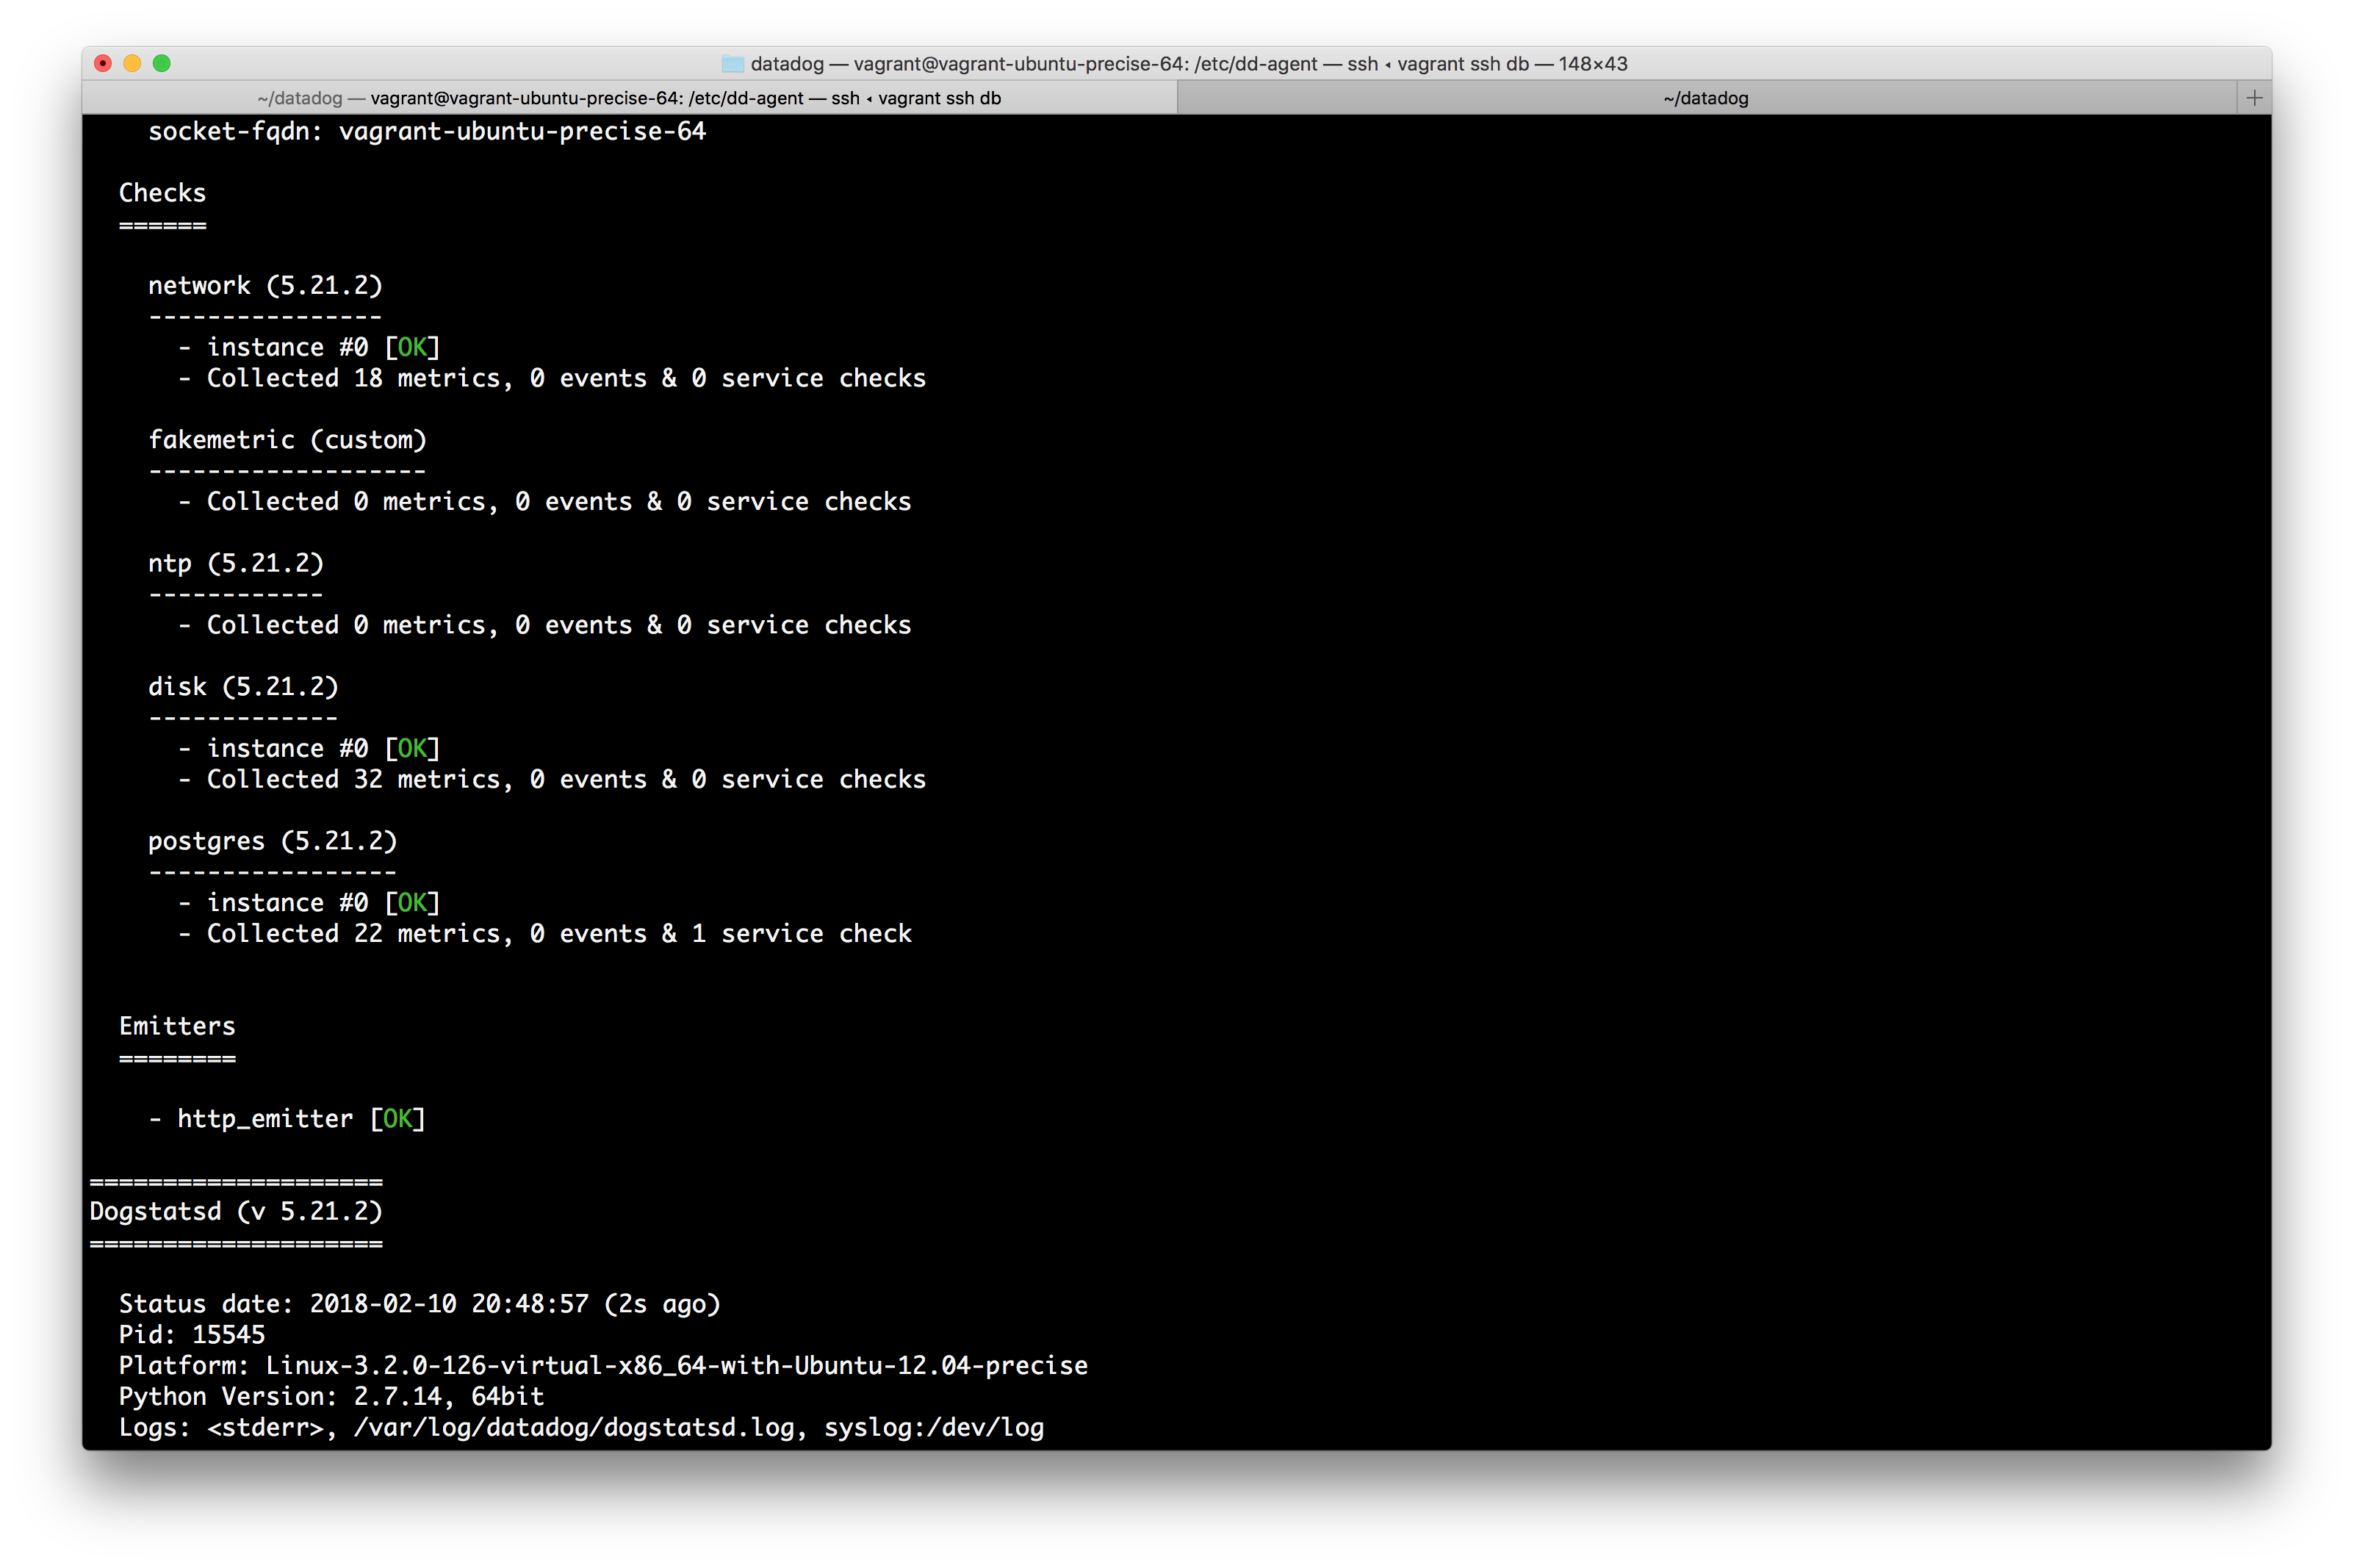 datadog — vagrant@vagrant-ubuntu-precise-64: /etc/dd-agent — ssh ◂ vagrant ssh db — 148×43
~/datadog — vagrant@vagrant-ubuntu-precise-64: /etc/dd-agent — ssh ◂ vagrant ssh db
~/datadog
+
socket-fqdn: vagrant-ubuntu-precise-64
Checks
======
network (5.21.2)
----------------
- instance #0 [OK]
- Collected 18 metrics, 0 events & 0 service checks
fakemetric (custom)
-------------------
- Collected 0 metrics, 0 events & 0 service checks
ntp (5.21.2)
------------
- Collected 0 metrics, 0 events & 0 service checks
disk (5.21.2)
-------------
- instance #0 [OK]
- Collected 32 metrics, 0 events & 0 service checks
postgres (5.21.2)
-----------------
- instance #0 [OK]
- Collected 22 metrics, 0 events & 1 service check
Emitters
========
- http_emitter [OK]
====================
Dogstatsd (v 5.21.2)
====================
Status date: 2018-02-10 20:48:57 (2s ago)
Pid: 15545
Platform: Linux-3.2.0-126-virtual-x86_64-with-Ubuntu-12.04-precise
Python Version: 2.7.14, 64bit
Logs: <stderr>, /var/log/datadog/dogstatsd.log, syslog:/dev/log